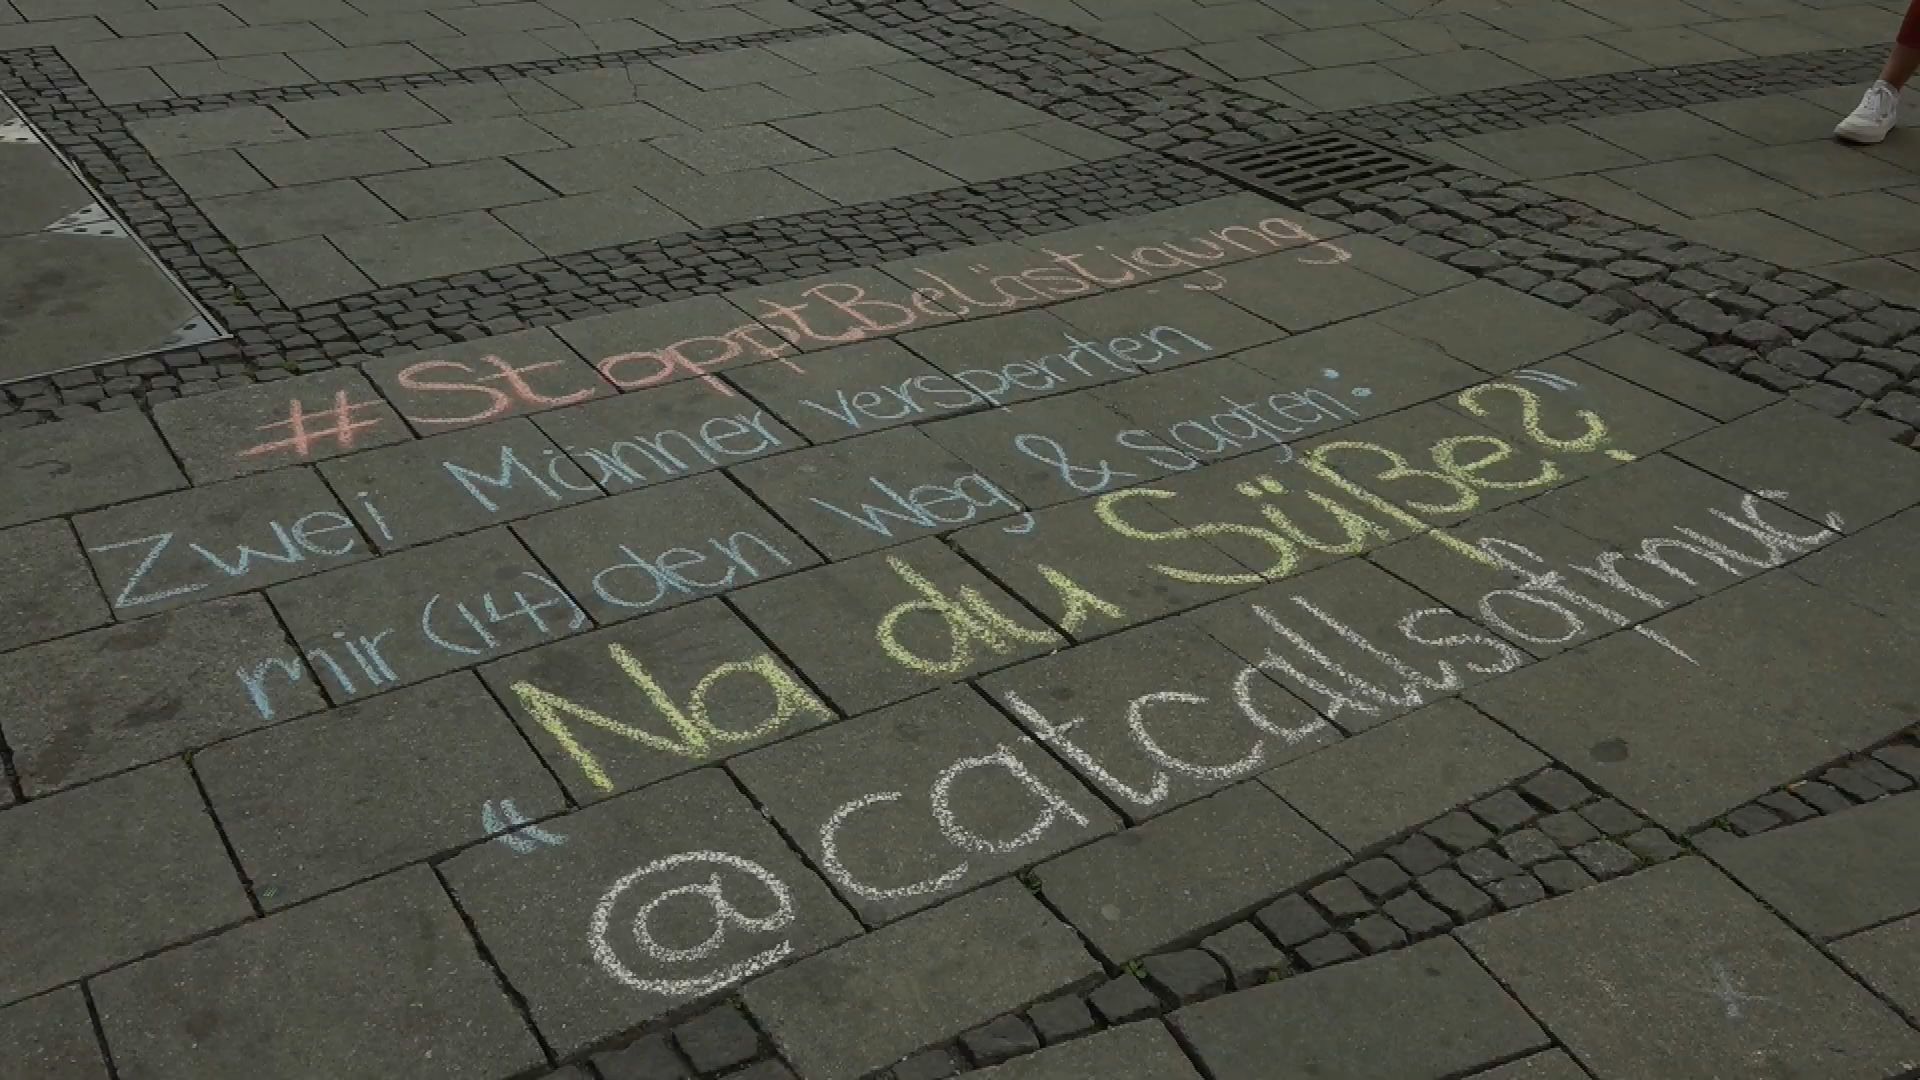 #StopptBelästigung
Zwei Männer versperrten
mir (14) den Weg & sagten:
“Na du Süße?”
@catcallsofmuc